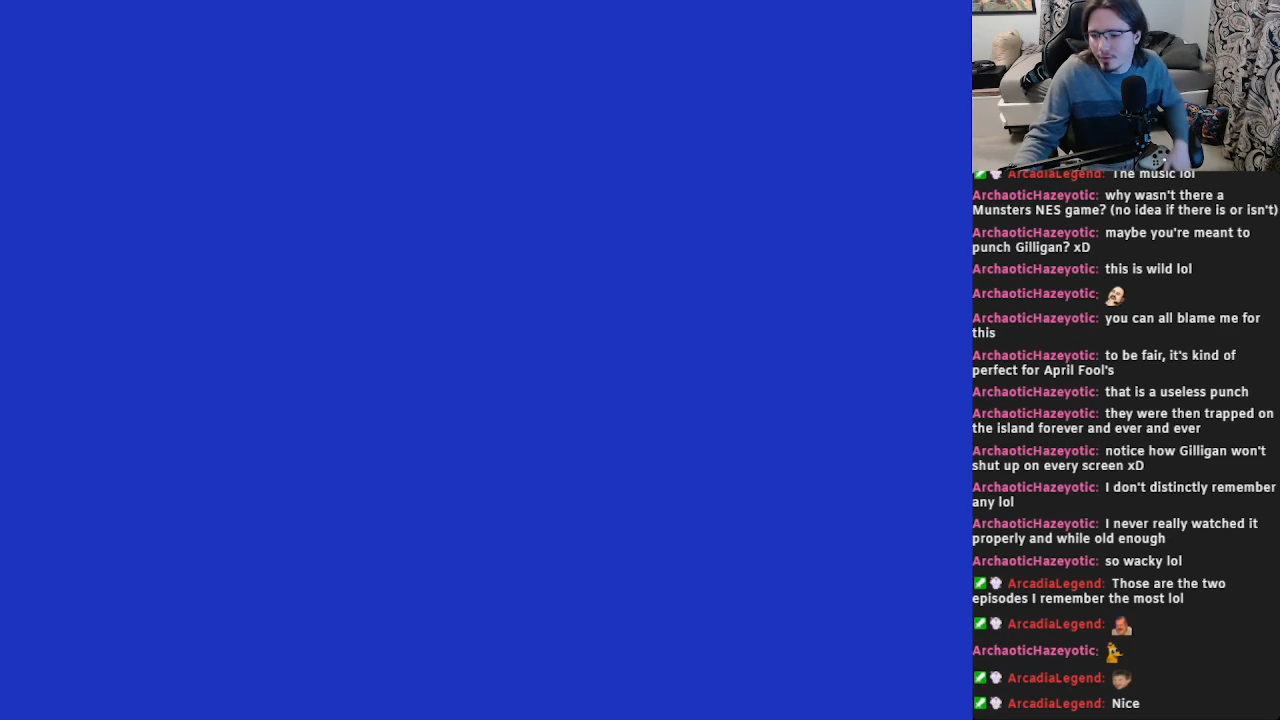 ArcadiaLegend: The music lol
ArchaoticHazeyotic: why wasn't there a
Munsters NES game? (no idea if there is or isn't)
ArchaoticHazeyotic: maybe you're meant to
punch Gilligan? xD
ArchaoticHazeyotic: this is wild lol
ArchaoticHazeyotic:
ArchaoticHazeyotic: you can all blame me for
this
ArchaoticHazeyotic: to be fair, it's kind of
perfect for April Fool's
ArchaoticHazeyotic: that is a useless punch
ArchaoticHazeyotic: they were then trapped on
the island forever and ever and ever
ArchaoticHazeyotic: notice how Gilligan won't
shut up on every screen xD
ArchaoticHazeyotic: I don't distinctly remember
any lol
ArchaoticHazeyotic: I never really watched it
properly and while old enough
ArchaoticHazeyotic: so wacky lol
ArcadiaLegend: Those are the two
episodes I remember the most lol
ArcadiaLegend:
ArchaoticHazeyotic:
ArcadiaLegend:
ArcadiaLegend: Nice